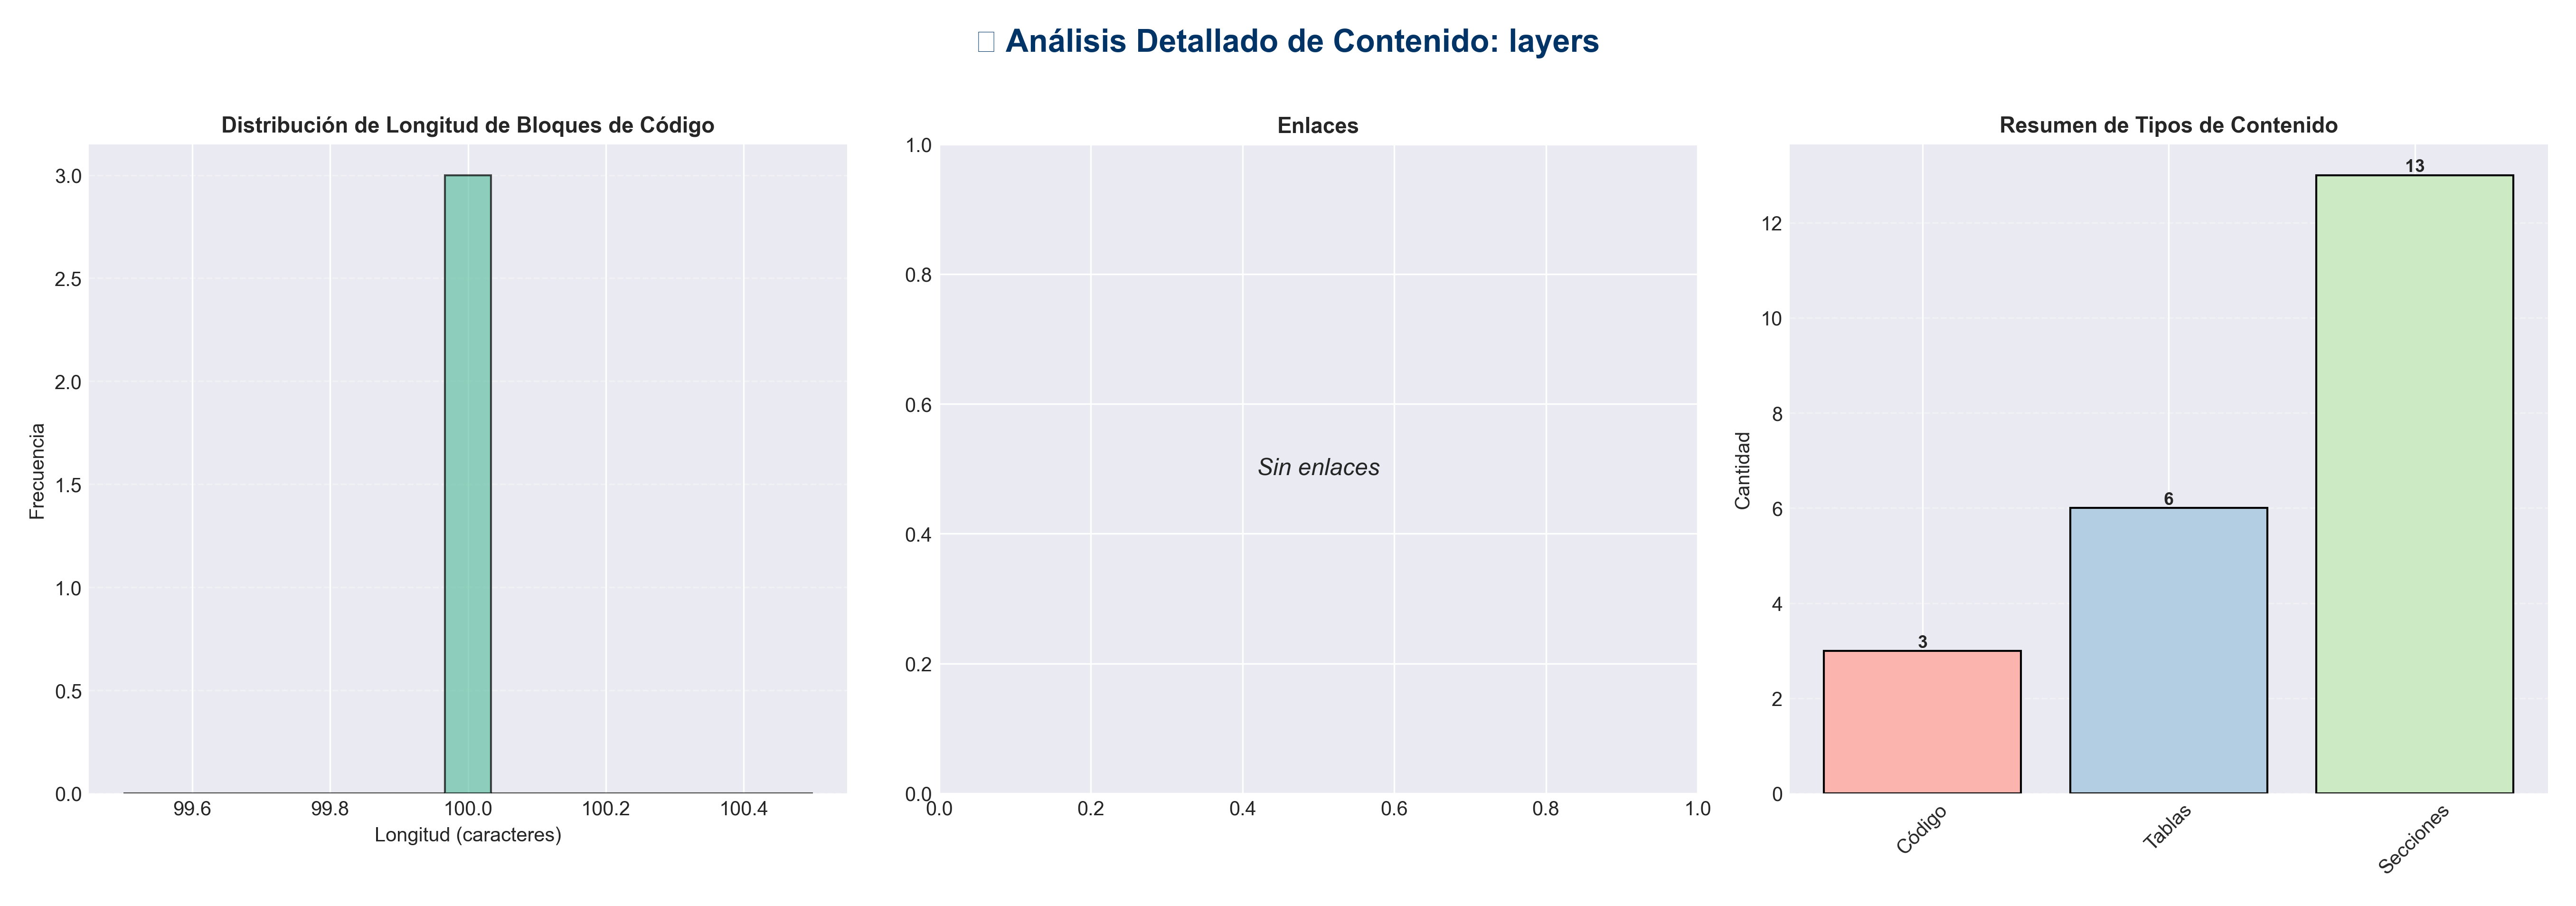 Análisis Detallado de Contenido: layers
Distribución de Longitud de Bloques de Código
3.0
2.5
2.0
1.5
1.0
0.5
0.0
Frecuencia
99.6 99.8 100.0 100.2 100.4
Longitud (caracteres)
Enlaces
1.0
0.8
0.6
0.4
0.2
0.0
Sin enlaces
0.0 0.2 0.4 0.6 0.8 1.0
Resumen de Tipos de Contenido
12
10
8
6
4
2
0
Cantidad
3
6
13
Código
Tablas
Secciones